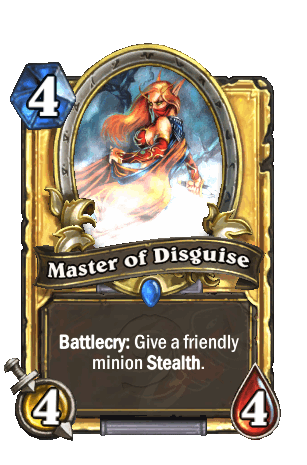 4
Master of Disguise
Battlecry: Give a friendly
minion Stealth.
4
4